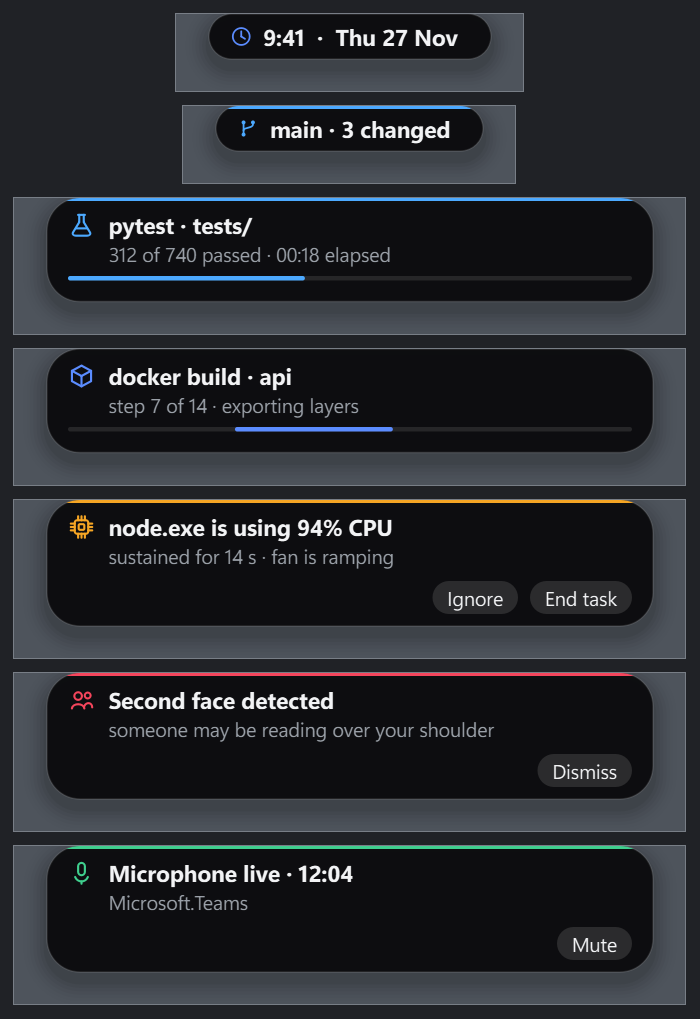 9:41 · Thu 27 Nov
main · 3 changed
pytest · tests/
312 of 740 passed · 00:18 elapsed
docker build · api
step 7 of 14 · exporting layers
node.exe is using 94% CPU
sustained for 14 s · fan is ramping
Ignore End task
Second face detected
someone may be reading over your shoulder
Dismiss
Microphone live · 12:04
Microsoft.Teams
Mute